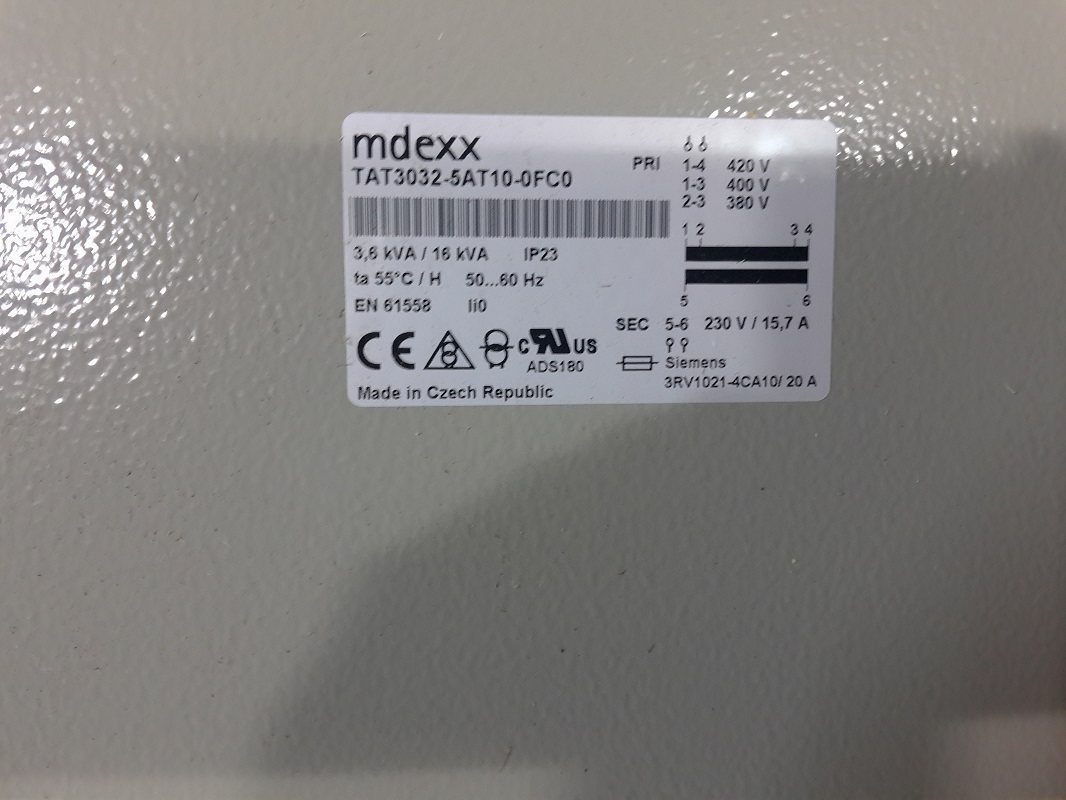 mdexx
TAT3032-5AT10-0FC0
3,6 kVA / 16 kVA IP23
ta 55°C / H 50...60 Hz
EN 61558 Ii0
CE c UR US
ADS180
Made in Czech Republic
PRI 1-4 420 V
1-3 400 V
2-3 380 V
1 2 3 4
5 6
SEC 5-6 230 V / 15,7 A
Siemens
3RV1021-4CA10/ 20 A